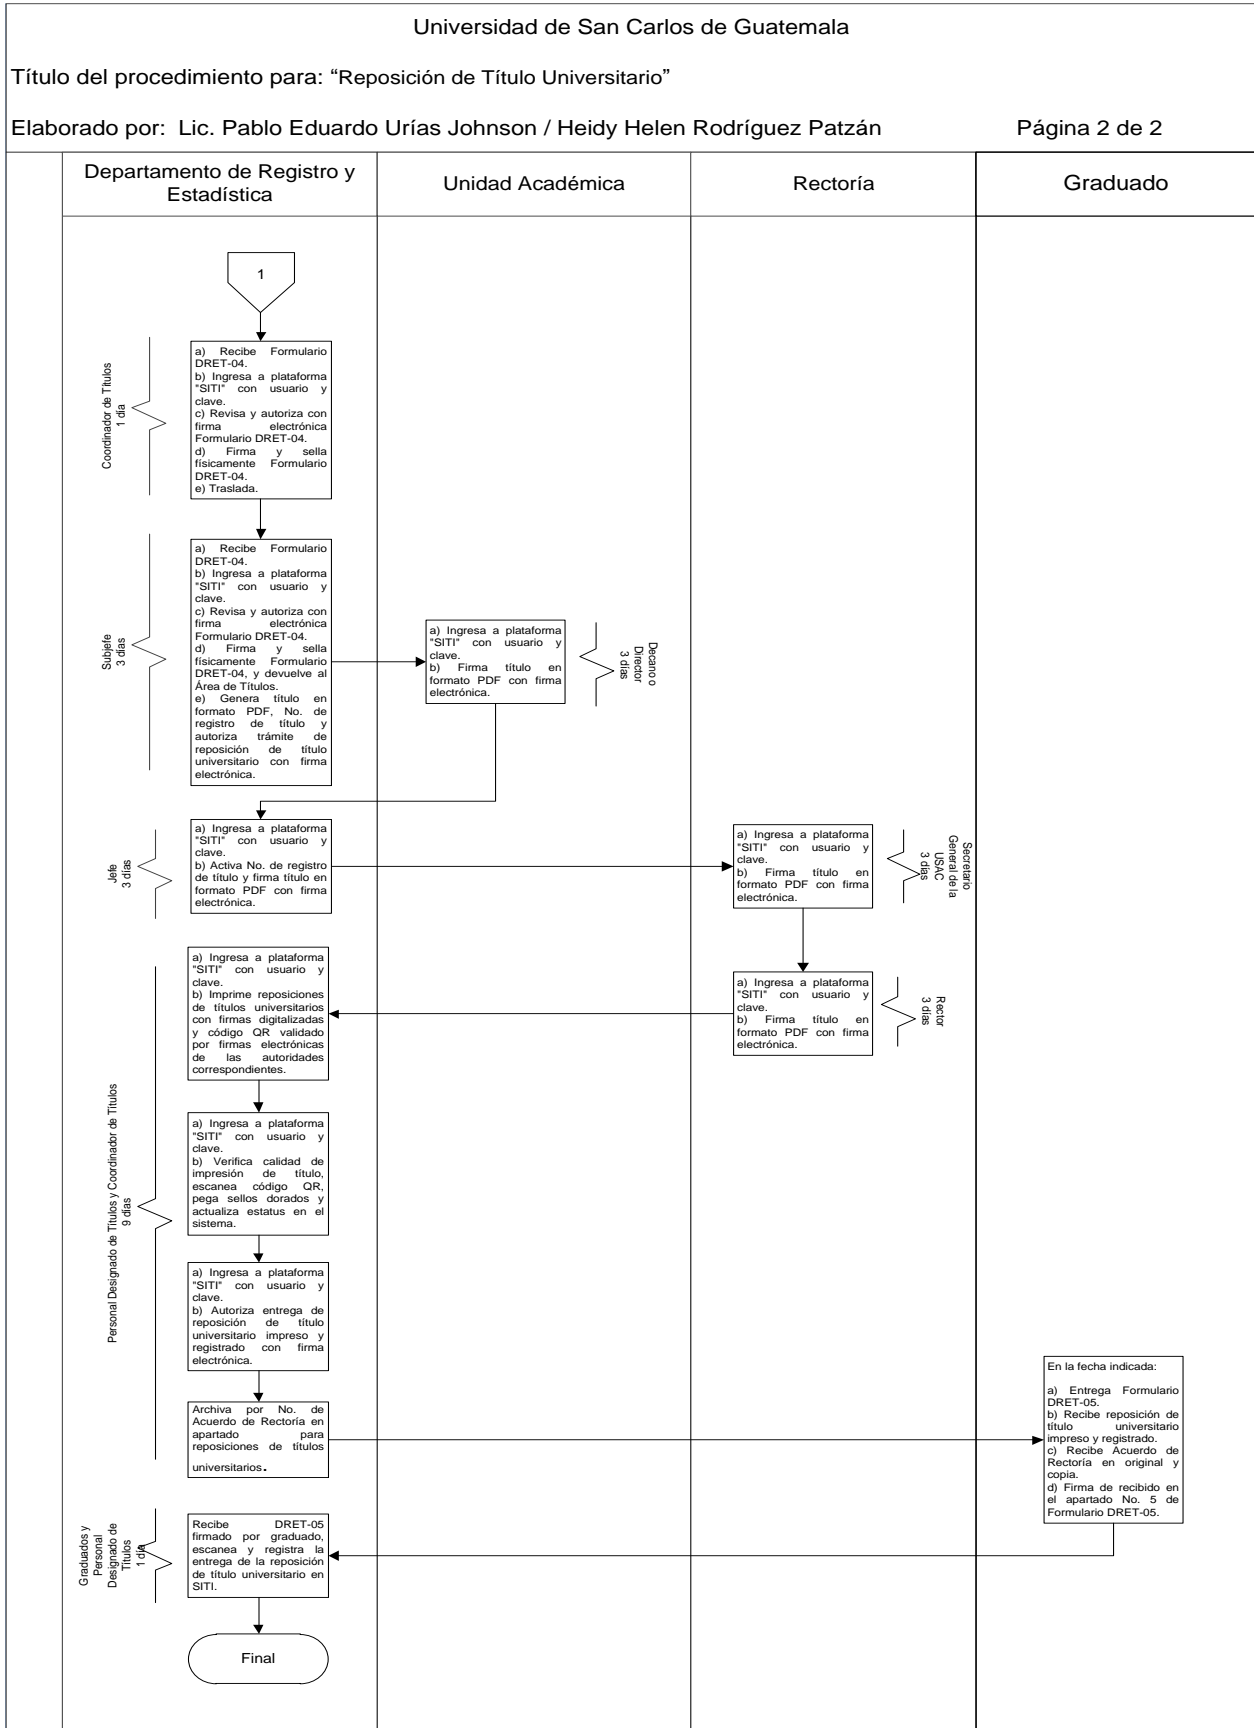 Universidad de San Carlos de Guatemala
Título del procedimiento para: “Reposición de Título Universitario”
Elaborado por: Lic. Pablo Eduardo Urías Johnson / Heidy Helen Rodríguez Patzán
Página 2 de 2
Departamento de Registro y
Estadística
Unidad Académica
Rectoría
Graduado
1
Coordinador de Títulos
1 día
a) Recibe Formulario
DRET-04.
b) Ingresa a plataforma
"SITI" con usuario y
clave.
c) Revisa y autoriza con
firma electrónica
Formulario DRET-04.
d) Firma y sella
físicamente Formulario
DRET-04.
e) Traslada.
Subjefe
3 días
a) Recibe Formulario
DRET-04.
b) Ingresa a plataforma
"SITI" con usuario y
clave.
c) Revisa y autoriza con
firma electrónica
Formulario DRET-04.
d) Firma y sella
físicamente Formulario
DRET-04, y devuelve al
Área de Títulos.
e) Genera título en
formato PDF, No. de
registro de título y
autoriza trámite de
reposición de título
universitario con firma
electrónica.
a) Ingresa a plataforma
"SITI" con usuario y
clave.
b) Firma título en
formato PDF con firma
electrónica.
Decano o
Director
3 días
Jefe
3 días
a) Ingresa a plataforma
"SITI" con usuario y
clave.
b) Activa No. de registro
de título y firma título en
formato PDF con firma
electrónica.
a) Ingresa a plataforma
"SITI" con usuario y
clave.
b) Firma título en
formato PDF con firma
electrónica.
Secretario
General de la
USAC
3 días
a) Ingresa a plataforma
"SITI" con usuario y
clave.
b) Firma título en
formato PDF con firma
electrónica.
Rector
3 días
Personal Designado de Títulos y Coordinador de Títulos
9 días
a) Ingresa a plataforma
"SITI" con usuario y
clave.
b) Imprime reposiciones
de títulos universitarios
con firmas digitalizadas
y código QR validado
por firmas electrónicas
de las autoridades
correspondientes.
a) Ingresa a plataforma
"SITI" con usuario y
clave.
b) Verifica calidad de
impresión de título,
escanea código QR,
pega sellos dorados y
actualiza estatus en el
sistema.
a) Ingresa a plataforma
"SITI" con usuario y
clave.
b) Autoriza entrega de
reposición de título
universitario impreso y
registrado con firma
electrónica.
Archiva por No. de
Acuerdo de Rectoría en
apartado para
reposiciones de títulos
universitarios.
En la fecha indicada:
a) Entrega Formulario
DRET-05.
b) Recibe reposición de
título universitario
impreso y registrado.
c) Recibe Acuerdo de
Rectoría en original y
copia.
d) Firma de recibido en
el apartado No. 5 de
Formulario DRET-05.
Graduados y
Personal
Designado de
Títulos
1 día
Recibe DRET-05
firmado por graduado,
escanea y registra la
entrega de la reposición
de título universitario en
SITI.
Final